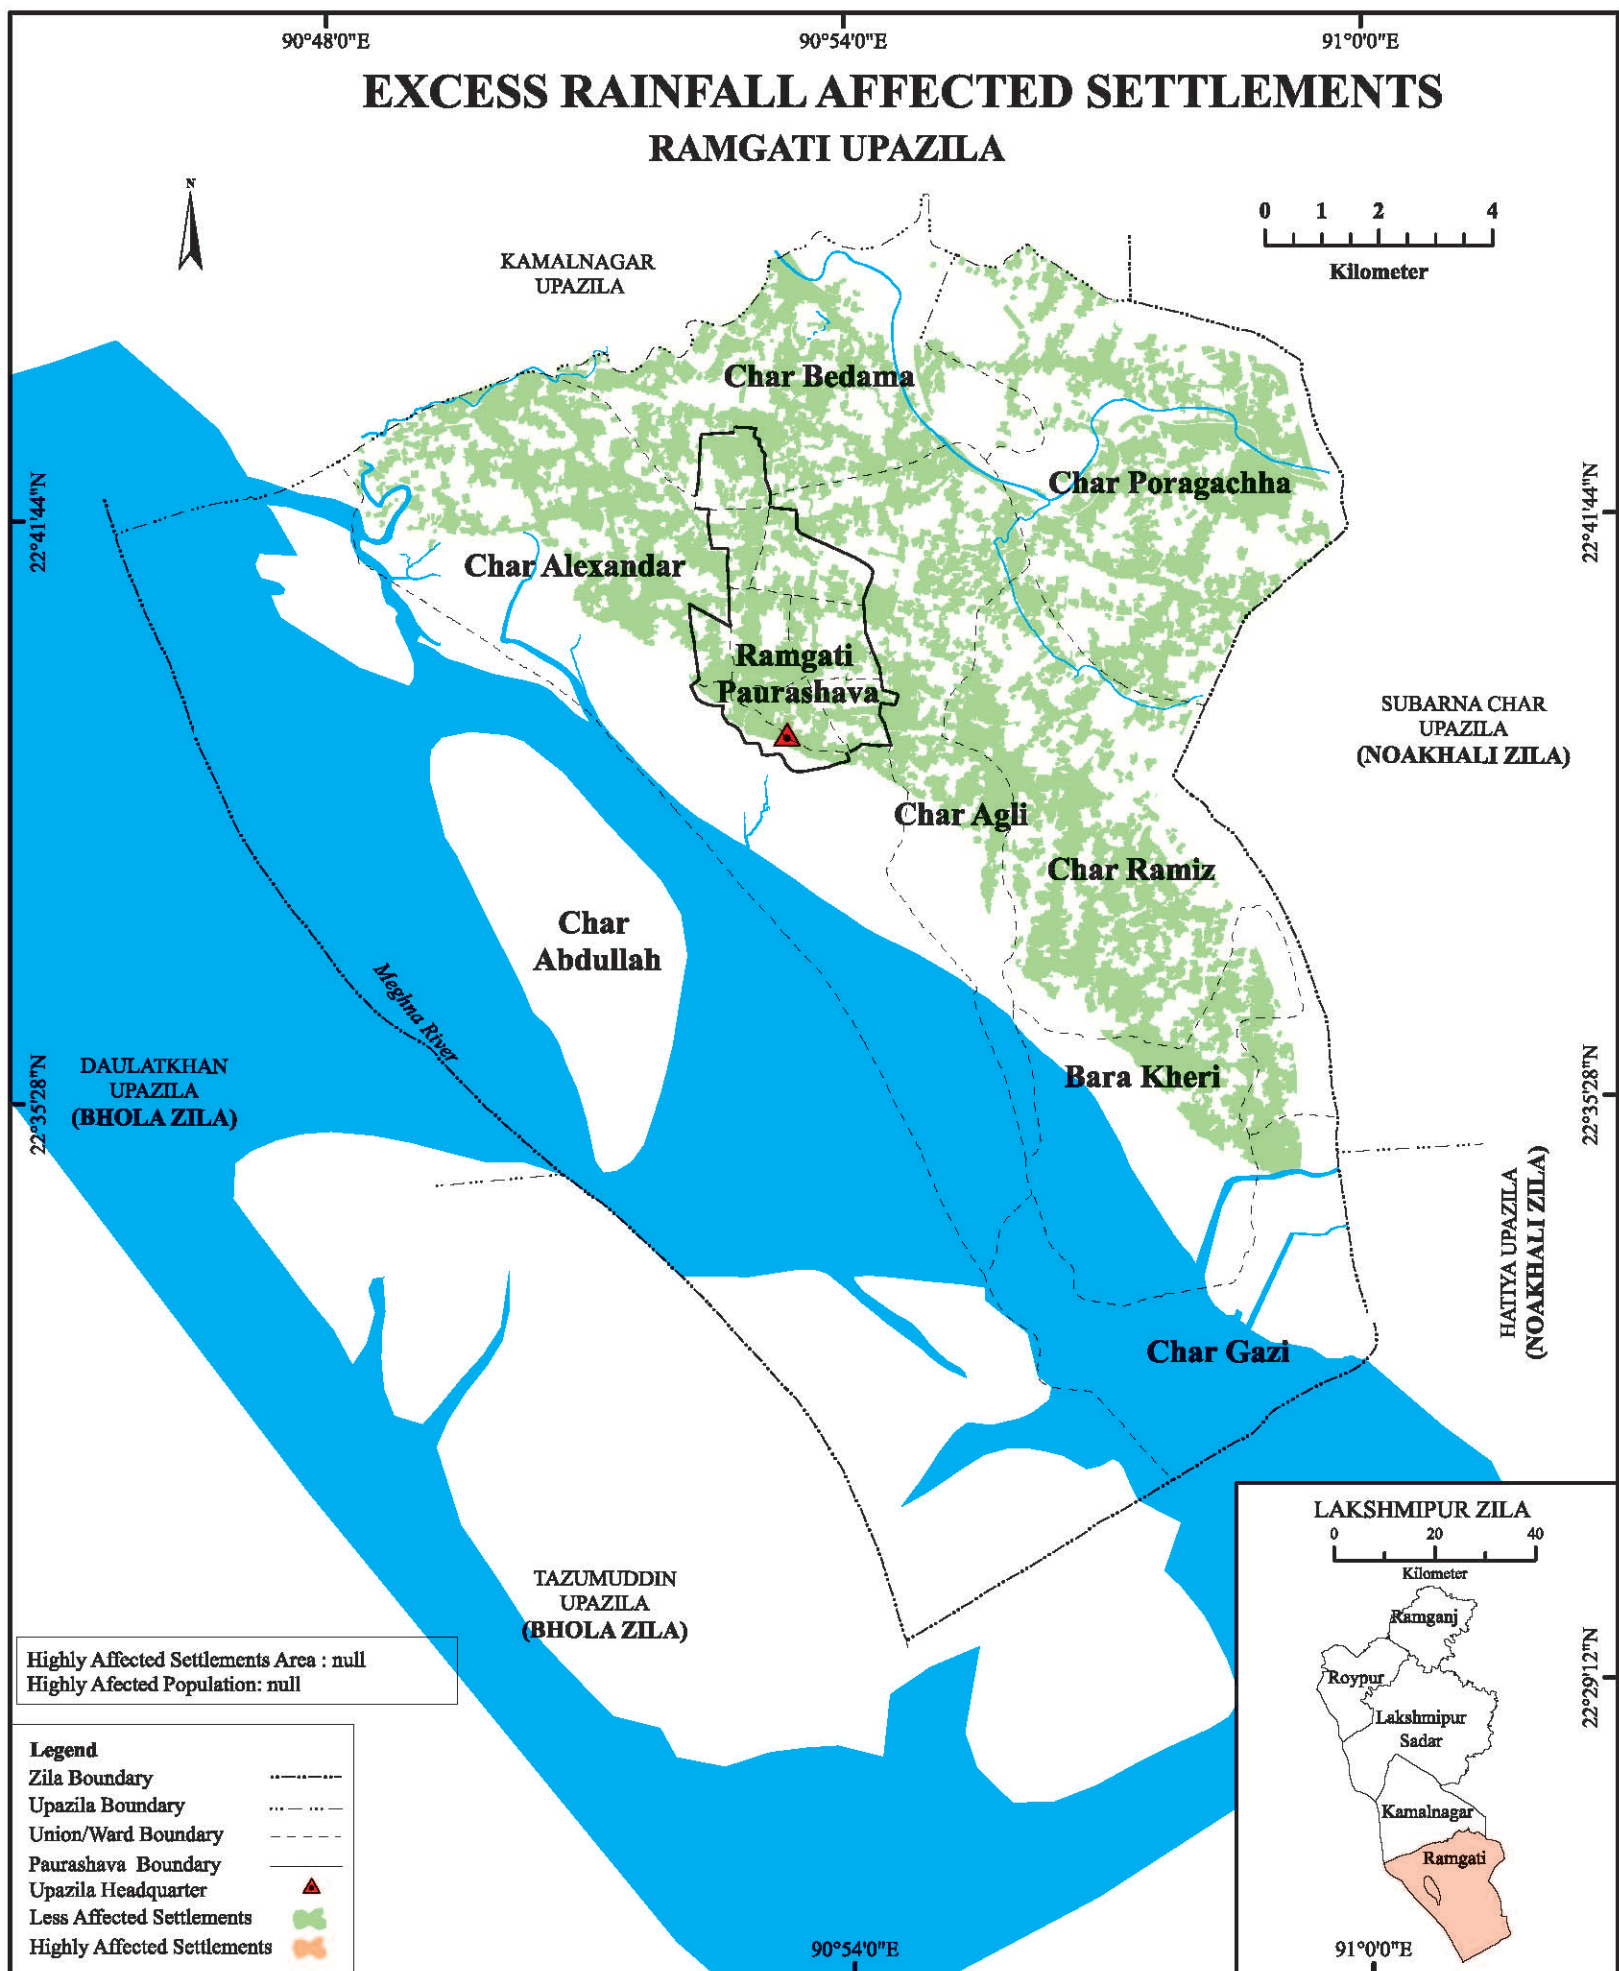 90°48'0"E
90°54'0"E
91°0'0"E
EXCESS RAINFALL AFFECTED SETTLEMENTS
RAMGATI UPAZILA
N
0 1 2 4
Kilometer
KAMALNAGAR
UPAZILA
Char Bedama
Char Poragachha
22°41'44"N
22°41'44"N
Char Alexandar
Ramgati
Paurashava
SUBARNA CHAR
UPAZILA
(NOAKHALI ZILA)
Char Agli
Char Ramiz
Char
Abdullah
Meghna River
DAULATKHAN
UPAZILA
(BHOLA ZILA)
22°35'28"N
Bara Kheri
22°35'28"N
HATIYA UPAZILA
(NOAKHALI ZILA)
Char Gazi
TAZUMUDDIN
UPAZILA
(BHOLA ZILA)
LAKSHMIPUR ZILA
0 20 40
Kilometer
Ramganj
Roypur
Lakshmipur
Sadar
Kamalnagar
Ramgati
22°29'12"N
Highly Affected Settlements Area : null
Highly Afected Population: null
Legend
Zila Boundary
Upazila Boundary
Union/Ward Boundary
Paurashava Boundary
Upazila Headquarter
Less Affected Settlements
Highly Affected Settlements
90°54'0"E
91°0'0"E